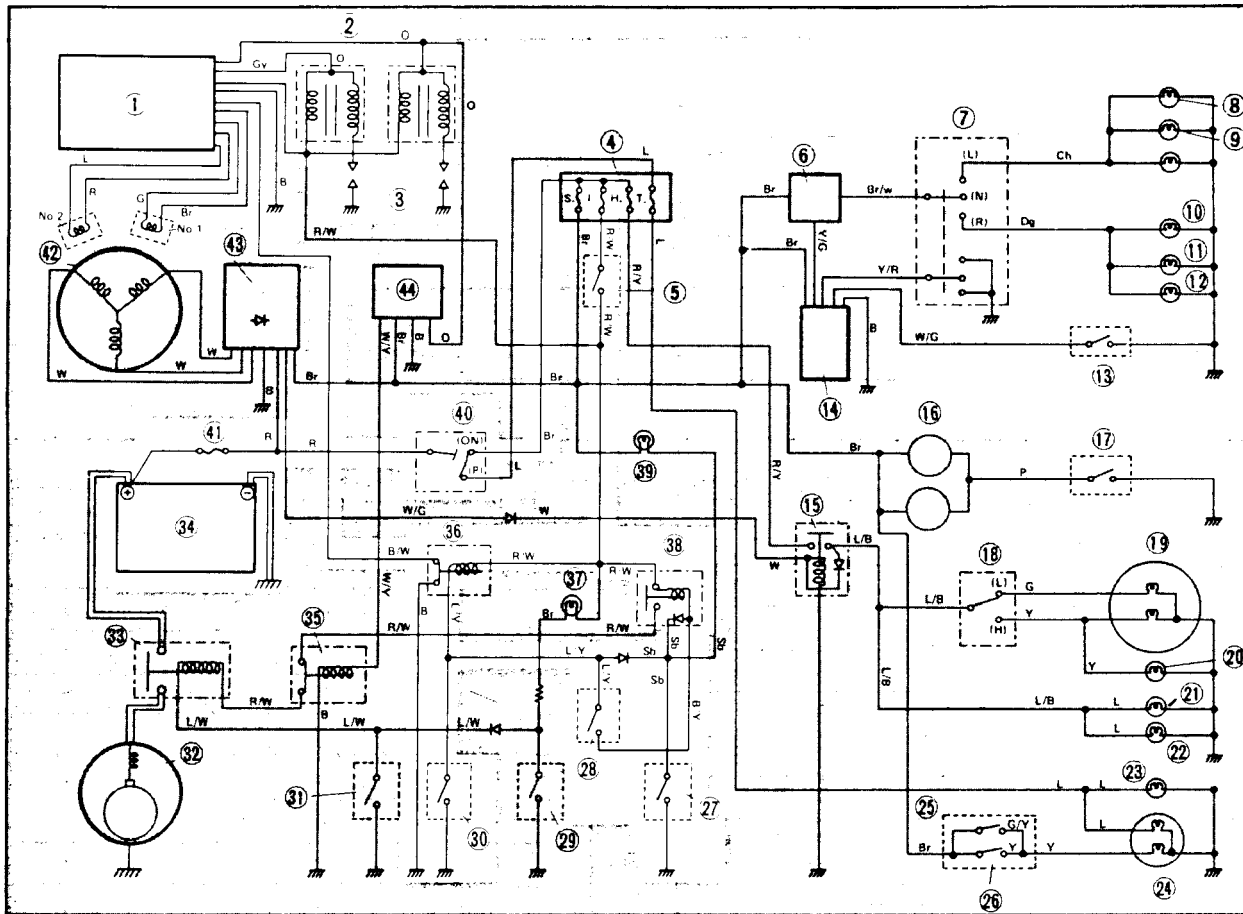 2
O
Gy
O
1
O
8
7
4
L
9
(L)
Ch
L
6
R
B
S.
I
H.
T.
Br
Br/w
(N)
G
3
10
No 2
Br
(R)
Dg
No 1
R/W
Br
R/W
Y/G
L
42
43
Br
11
44
R/Y
5
Y/R
12
R/W
W
W/Y
Br
B
O
B
W/G
W
B
Br
Br
13
14
40
16
41
R
(ON)
Br
17
R
Br
(P)
L
39
P
R/Y
34
W/G
W
15
36
38
L/B
18
19
B/W
R/W
R/W
W
(L)
G
W/Y
37
L/B
Y
B
L/Y
Br
(H)
33
35
R/W
R/W
Sb
Sb
20
L/Y
Sb
Y
L/Y
Sb
L/B
R/W
B/Y
21
L/B
L
B
L/W
L/W
L
22
32
28
23
31
L
L
25
30
29
27
G/Y
L
Br
Y
Y
26
24